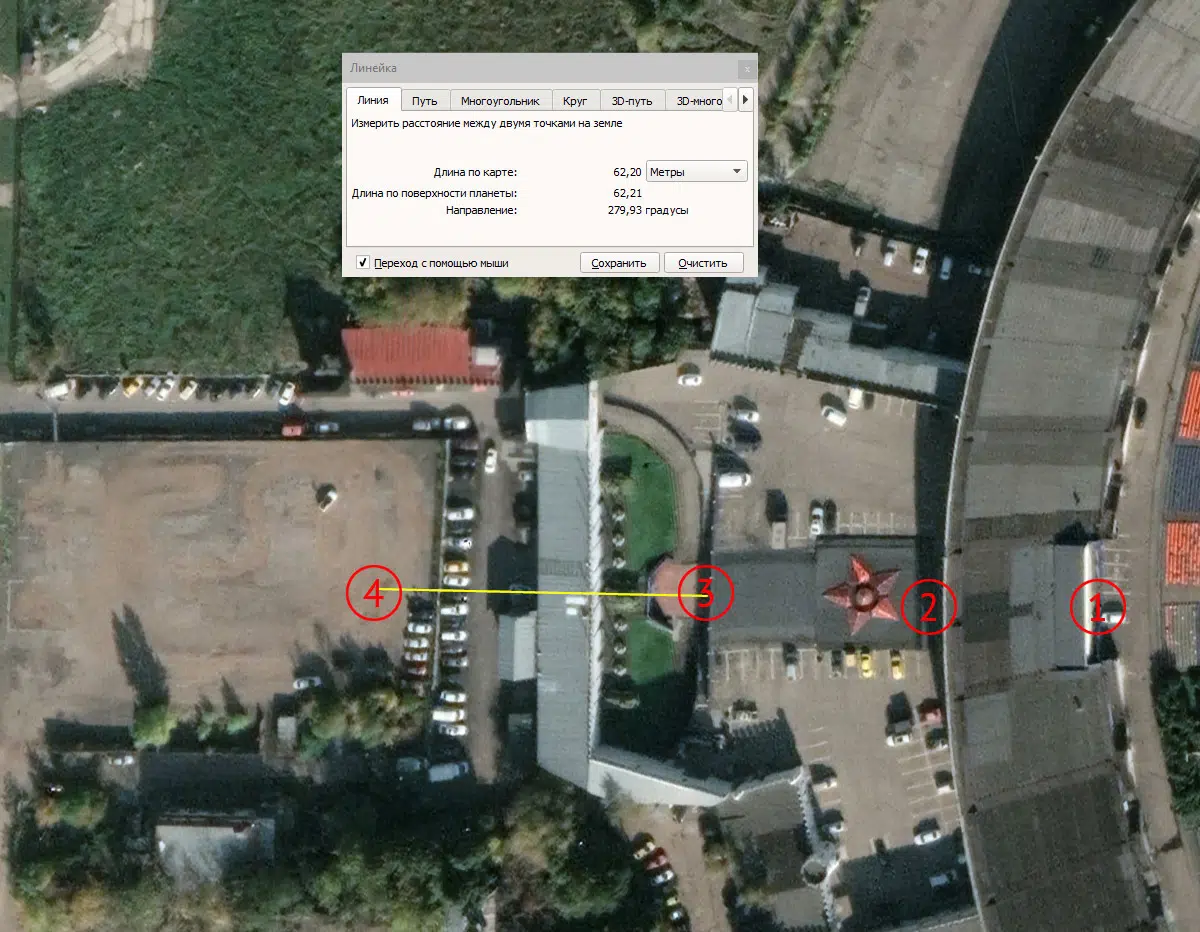 Линейка
Линия Путь Многоугольник Круг 3D-путь 3D-много
Измерить расстояние между двумя точками на земле
Длина по карте: 62,20 Метры
Длина по поверхности планеты: 62,21
Направление: 279,93 градусы
Переход с помощью мыши Сохранить Очистить
4 3 2 1